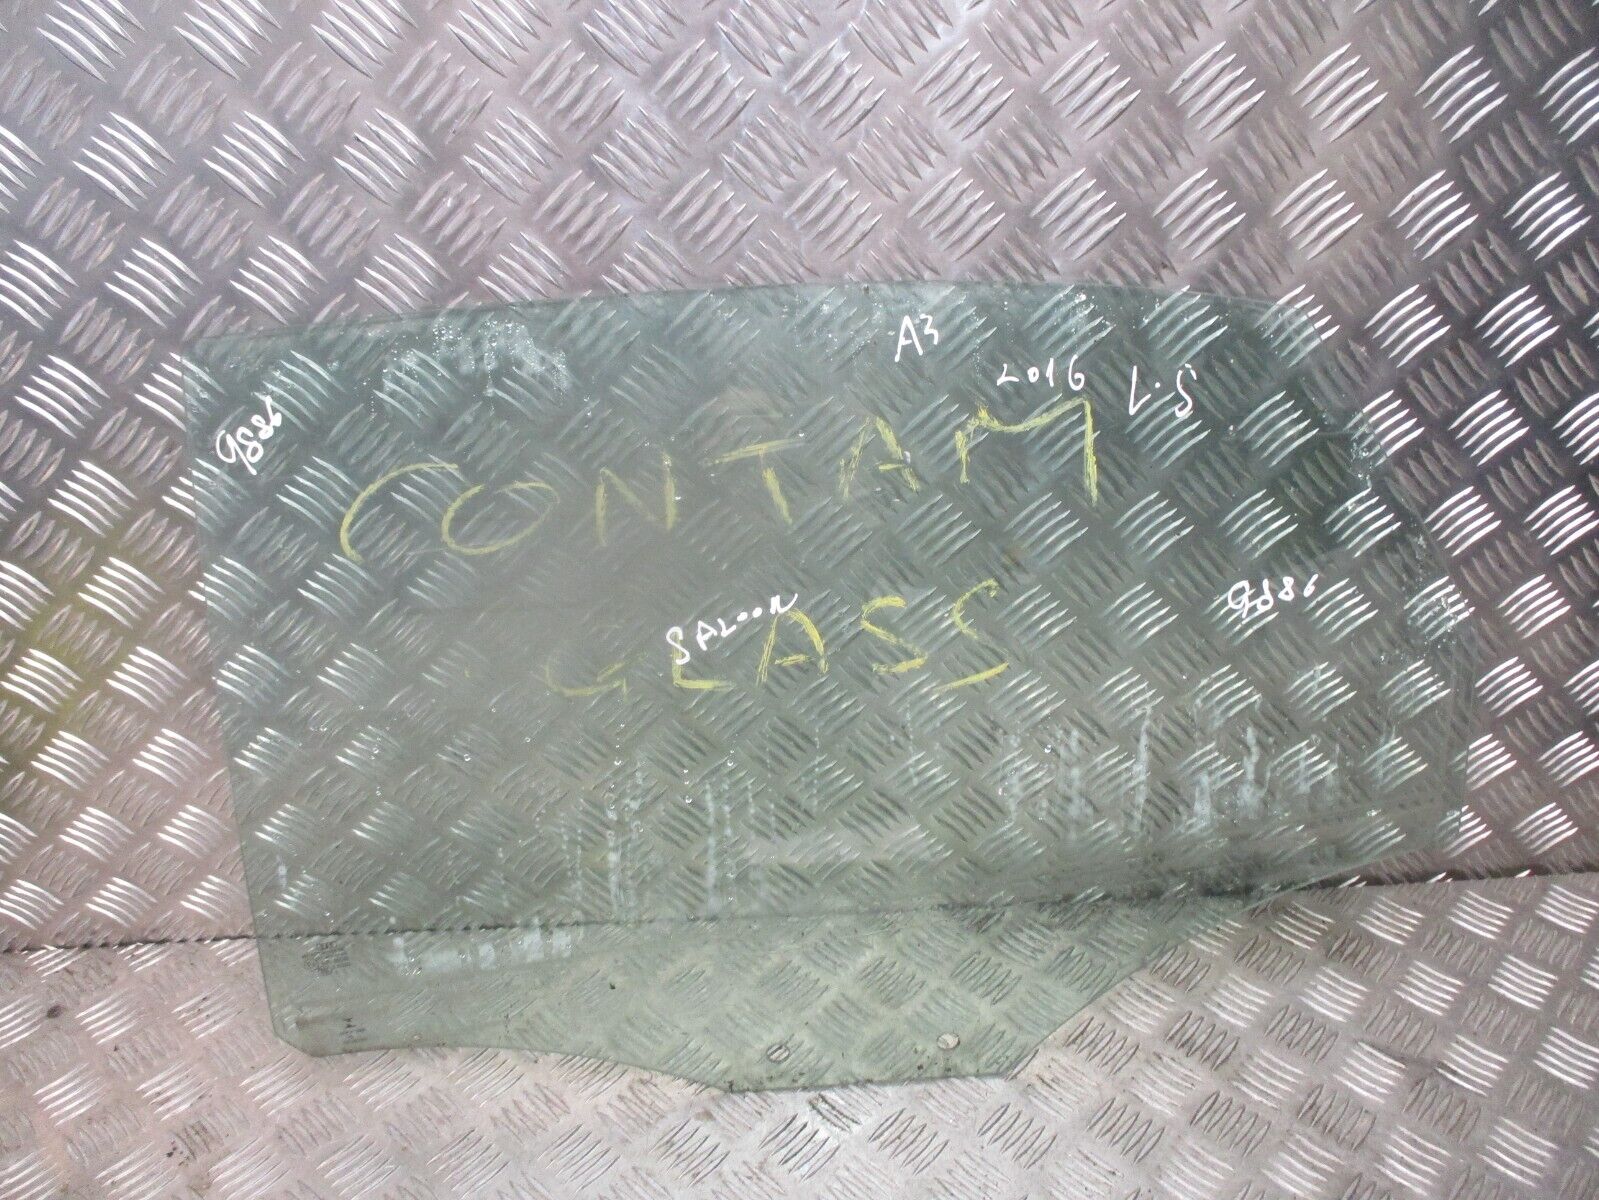 A3
2016 L.S
9886
CONTAM
SALOON
GLASS
9886